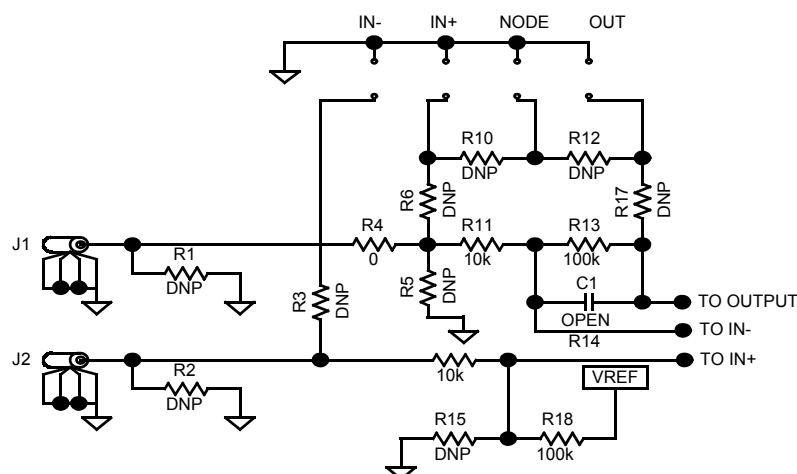 IN- IN+ NODE OUT
R10 R12
DNP DNP
R6 DNP R17 DNP
J1 R4 R11 R13
R1 0 10k 100k
DNP
R3 DNP R5 DNP C1
OPEN
TO OUTPUT
TO IN-
R14
J2 TO IN+
R2 10k VREF
DNP
R15 R18
DNP 100k